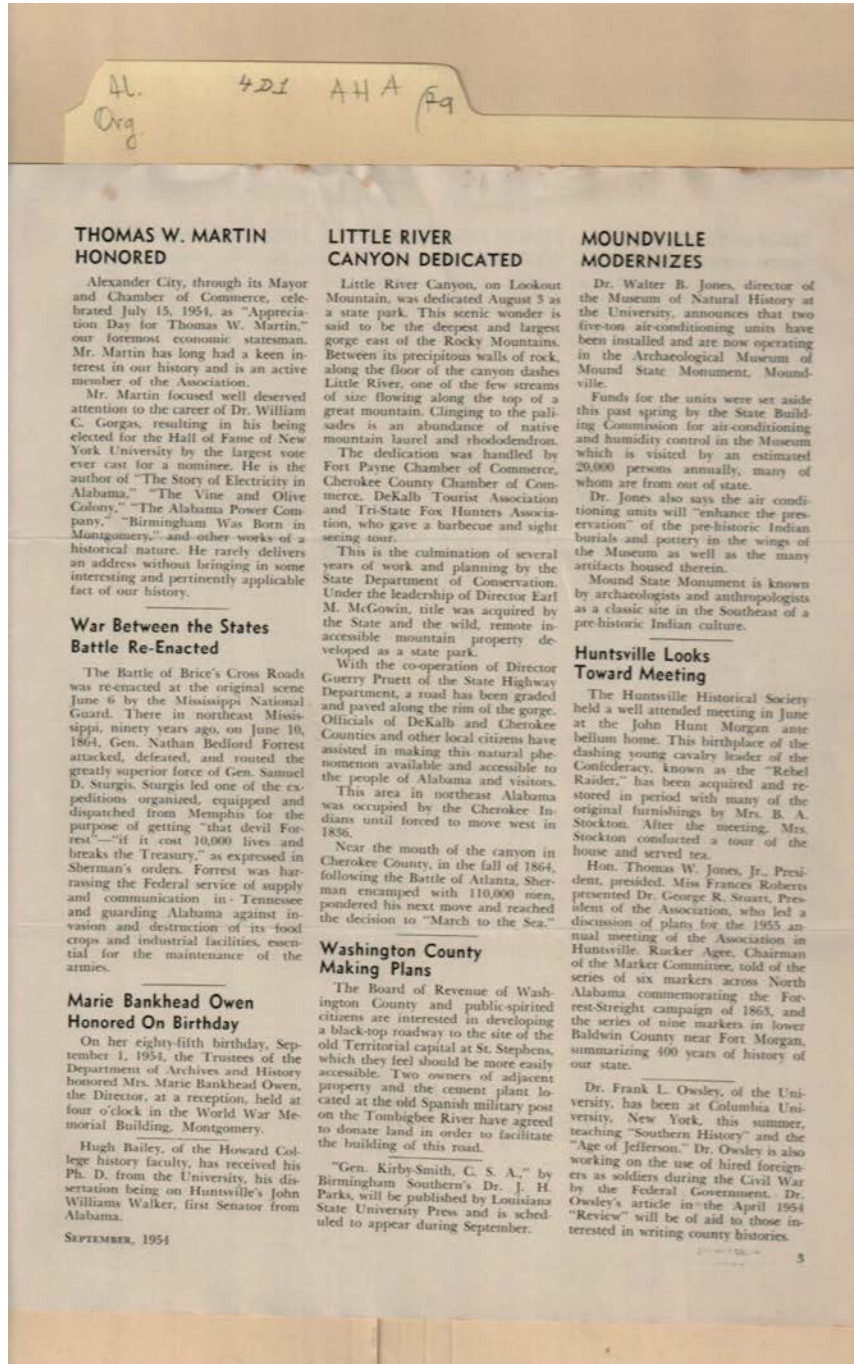 AL. 4D1 AHA
Org.
THOMAS W. MARTIN
HONORED
Alexander City, through its Mayor
and Chamber of Commerce, cele-
brated July 15, 1954, as "Apprecia-
tion Day for Thomas W. Martin,"
our foremost economic statesman.
Mr. Martin has long had a keen in-
terest in our history and is an active
member of the Association.
Mr. Martin focused well deserved
attention to the career of Dr. William
C. Gorgas, resulting in his being
elected for the Hall of Fame of New
York University by the largest vote
ever cast for a nominee. He is the
author of "The Story of Electricity in
Alabama," "The Vine and Olive
Colony," "The Alabama Power Com-
pany," "Birmingham Was Born in
Montgomery," and other works of a
historical nature. He rarely delivers
an address without bringing in some
interesting and pertinently applicable
fact of our history.
War Between the States
Battle Re-Enacted
The Battle of Brice's Cross Roads
was re-enacted at the original scene
June 6 by the Mississippi National
Guard. There in northeast Missis-
sippi, ninety years ago, on June 10,
1864, Gen. Nathan Bedford Forrest
attacked, defeated, and routed the
greatly superior force of Gen. Samuel
D. Sturgis. Sturgis led one of the ex-
peditions organized, equipped and
dispatched from Memphis for the
purpose of getting "that devil For-
rest"—"if it cost 10,000 lives and
breaks the Treasury," as expressed in
Sherman's orders. Forrest was har-
rassing the Federal service of supply
and communication in Tennessee
and guarding Alabama against in-
vasion and destruction of its food
crops and industrial facilities, essen-
tial for the maintenance of the
armies.
Marie Bankhead Owen
Honored On Birthday
On her eighty-fifth birthday, Sep-
tember 1, 1954, the Trustees of the
Department of Archives and History
honored Mrs. Marie Bankhead Owen,
the Director, at a reception, held at
four o'clock in the World War Me-
morial Building, Montgomery.
Hugh Bailey, of the Howard Col-
lege history faculty, has received his
Ph. D. from the University, his dis-
sertation being on Huntsville's John
Williams Walker, first Senator from
Alabama.
SEPTEMBER, 1954
LITTLE RIVER
CANYON DEDICATED
Little River Canyon, on Lookout
Mountain, was dedicated August 3 as
a state park. This scenic wonder is
said to be the deepest and largest
gorge east of the Rocky Mountains.
Between its precipitous walls of rock,
along the floor of the canyon dashes
Little River, one of the few streams
of size flowing along the top of a
great mountain. Clinging to the pali-
sades is an abundance of native
mountain laurel and rhododendron.
The dedication was handled by
Fort Payne Chamber of Commerce,
Cherokee County Chamber of Com-
merce, DeKalb Tourist Association
and Tri-State Fox Hunters Associa-
tion, who gave a barbecue and sight
seeing tour.
This is the culmination of several
years of work and planning by the
State Department of Conservation.
Under the leadership of Director Earl
M. McGowin, title was acquired by
the State and the wild, remote in-
accessible mountain property de-
veloped as a state park.
With the co-operation of Director
Guerry Pruett of the State Highway
Department, a road has been graded
and paved along the rim of the gorge.
Officials of DeKalb and Cherokee
Counties and other local citizens have
assisted in making this natural phe-
nomenon available and accessible to
the people of Alabama and visitors.
This area in northeast Alabama
was occupied by the Cherokee In-
dians until forced to move west in
1836.
Near the mouth of the canyon in
Cherokee County, in the fall of 1864,
following the Battle of Atlanta, Sher-
man encamped with 110,000 men,
pondered his next move and reached
the decision to "March to the Sea."
Washington County
Making Plans
The Board of Revenue of Wash-
ington County and public-spirited
citizens are interested in developing
a black-top roadway to the site of the
old Territorial capital at St. Stephens,
which they feel should be more easily
accessible. Two owners of adjacent
property and the cement plant lo-
cated at the old Spanish military post
on the Tombigbee River have agreed
to donate land in order to facilitate
the building of this road.
"Gen. Kirby-Smith, C. S. A.," by
Birmingham Southern's Dr. J. H.
Parks, will be published by Louisiana
State University Press and is sched-
uled to appear during September.
MOUNDVILLE
MODERNIZES
Dr. Walter B. Jones, director of
the Museum of Natural History at
the University, announces that two
five-ton air-conditioning units have
been installed and are now operating
in the Archaeological Museum of
Mound State Monument, Mound-
ville.
Funds for the units were set aside
this past spring by the State Build-
ing Commission for air-conditioning
and humidity control in the Museum
which is visited by an estimated
20,000 persons annually, many of
whom are from out of state.
Dr. Jones also says the air condi-
tioning units will "enhance the pres-
ervation" of the pre-historic Indian
burials and pottery in the wings of
the Museum as well as the many
artifacts housed therein.
Mound State Monument is known
by archaeologists and anthropologists
as a classic site in the Southeast of a
pre-historic Indian culture.
Huntsville Looks
Toward Meeting
The Huntsville Historical Society
held a well attended meeting in June
at the John Hunt Morgan ante
bellum home. This birthplace of the
dashing young cavalry leader of the
Confederacy, known as the "Rebel
Raider," has been acquired and re-
stored in period with many of the
original furnishings by Mrs. B. A.
Stockton. After the meeting, Mrs.
Stockton conducted a tour of the
house and served tea.
Hon. Thomas W. Jones, Jr., Presi-
dent, presided. Miss Frances Roberts
presented Dr. George R. Stuart, Pres-
ident of the Association, who led a
discussion of plans for the 1955 an-
nual meeting of the Association in
Huntsville. Rucker Agee, Chairman
of the Marker Committee, told of the
series of six markers across North
Alabama commemorating the For-
rest-Streight campaign of 1863, and
the series of nine markers in lower
Baldwin County near Fort Morgan,
summarizing 400 years of history of
our state.
Dr. Frank L. Owsley, of the Uni-
versity, has been at Columbia Uni-
versity, New York, this summer,
teaching "Southern History" and the
"Age of Jefferson." Dr. Owsley is also
working on the use of hired foreign-
ers as soldiers during the Civil War
by the Federal Government. Dr.
Owsley's article in the April 1954
"Review" will be of aid to those in-
terested in writing county histories.
3